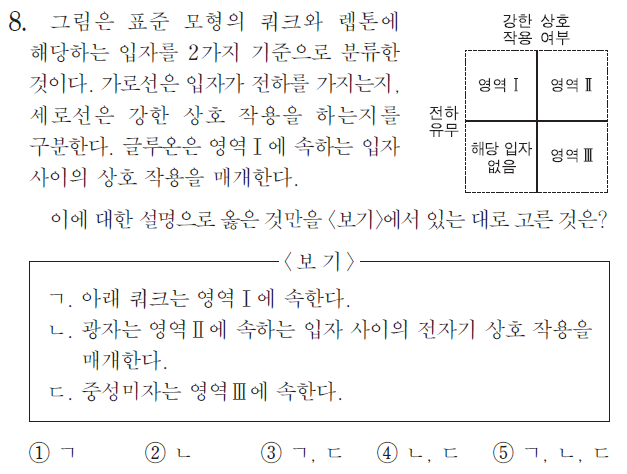 8. 그림은 표준 모형의 쿼크와 렙톤에
해당하는 입자를 2가지 기준으로 분류한
것이다. 가로선은 입자가 전하를 가지는지,
세로선은 강한 상호 작용을 하는지를
구분한다. 글루온은 영역Ⅰ에 속하는 입자
사이의 상호 작용을 매개한다.
강한 상호
작용 여부
전하
유무
영역Ⅰ
영역Ⅱ
해당 입자
없음
영역Ⅲ
이에 대한 설명으로 옳은 것만을 〈보기〉에서 있는 대로 고른 것은?
〈보 기〉
ㄱ. 아래 쿼크는 영역Ⅰ에 속한다.
ㄴ. 광자는 영역Ⅱ에 속하는 입자 사이의 전자기 상호 작용을
매개한다.
ㄷ. 중성미자는 영역Ⅲ에 속한다.
① ㄱ ② ㄴ ③ ㄱ, ㄷ ④ ㄴ, ㄷ ⑤ ㄱ, ㄴ, ㄷ